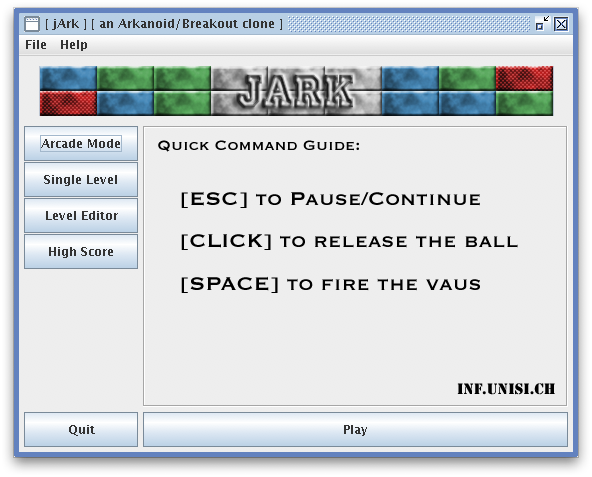 [ jArk ] [ an Arkanoid/Breakout clone ]
File Help
JARK
Arcade Mode
Single Level
Level Editor
High Score
Quick Command Guide:
[ESC] to Pause/Continue
[CLICK] to release the ball
[SPACE] to fire the vaus
INF.UNISI.CH
Quit
Play